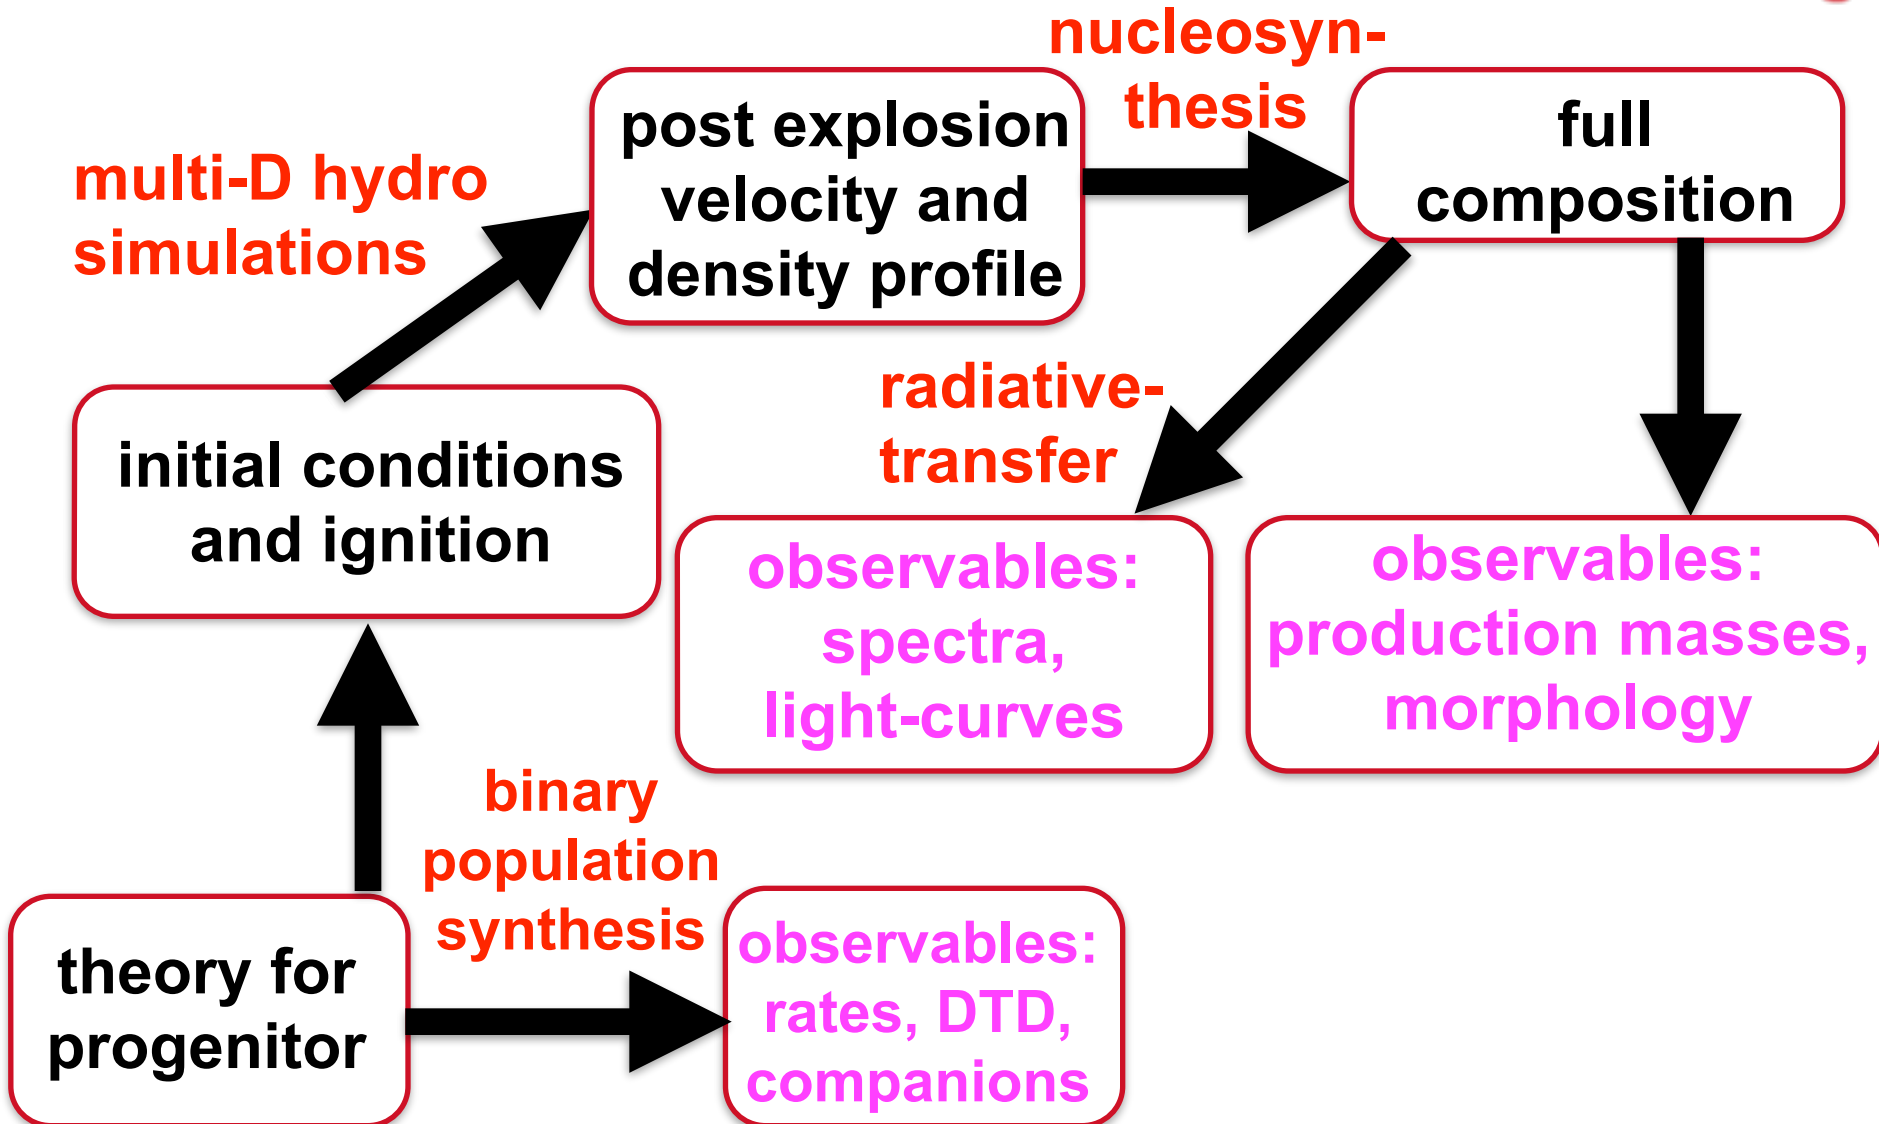 nucleosyn-
thesis
post explosion
velocity and
density profile
full
composition
multi-D hydro
simulations
radiative-
transfer
initial conditions
and ignition
observables:
spectra,
light-curves
observables:
production masses,
morphology
binary
population
synthesis
theory for
progenitor
observables:
rates, DTD,
companions